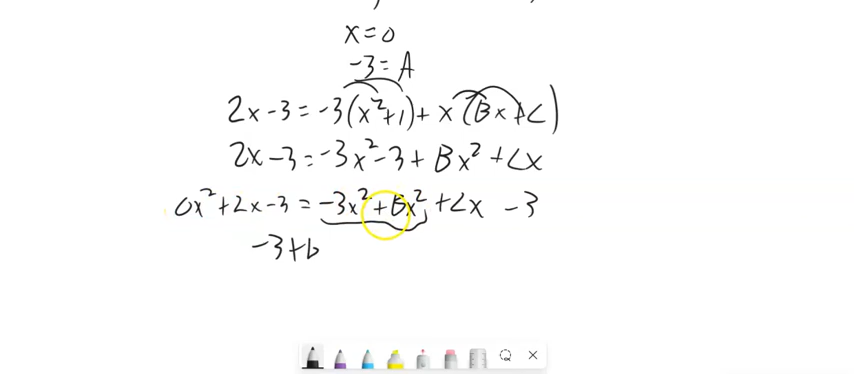 x=0
-3=A
2x-3=-3(x²+1)+x(Bx+C)
2x-3=-3x²-3+Bx²+Cx
0x²+2x-3=-3x²+Bx²+Cx-3
-3+b